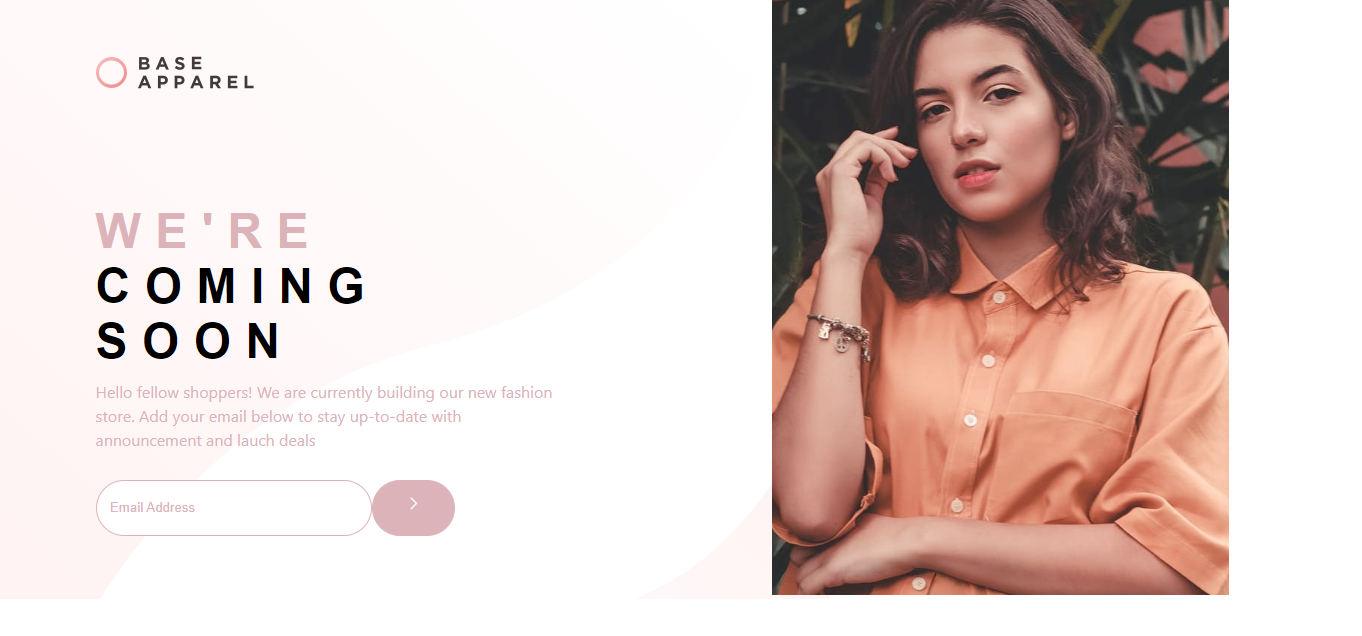 BASE
APPAREL
WE'RE
COMING
SOON
Hello fellow shoppers! We are currently building our new fashion
store. Add your email below to stay up-to-date with
announcement and lauch deals
Email Address